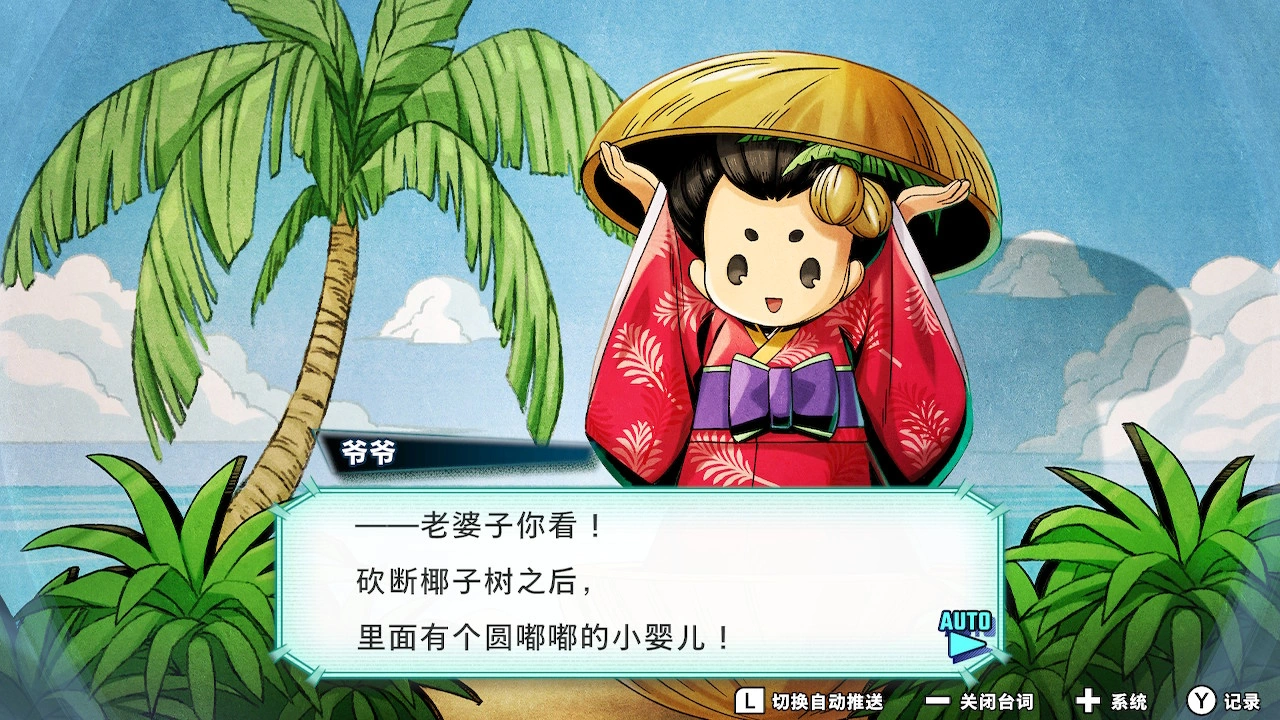 爷爷
——老婆子你看！
砍断椰子树之后，
里面有个圆嘟嘟的小婴儿！
AUTO
L 切换自动推送 － 关闭台词 ＋ 系统 Y 记录